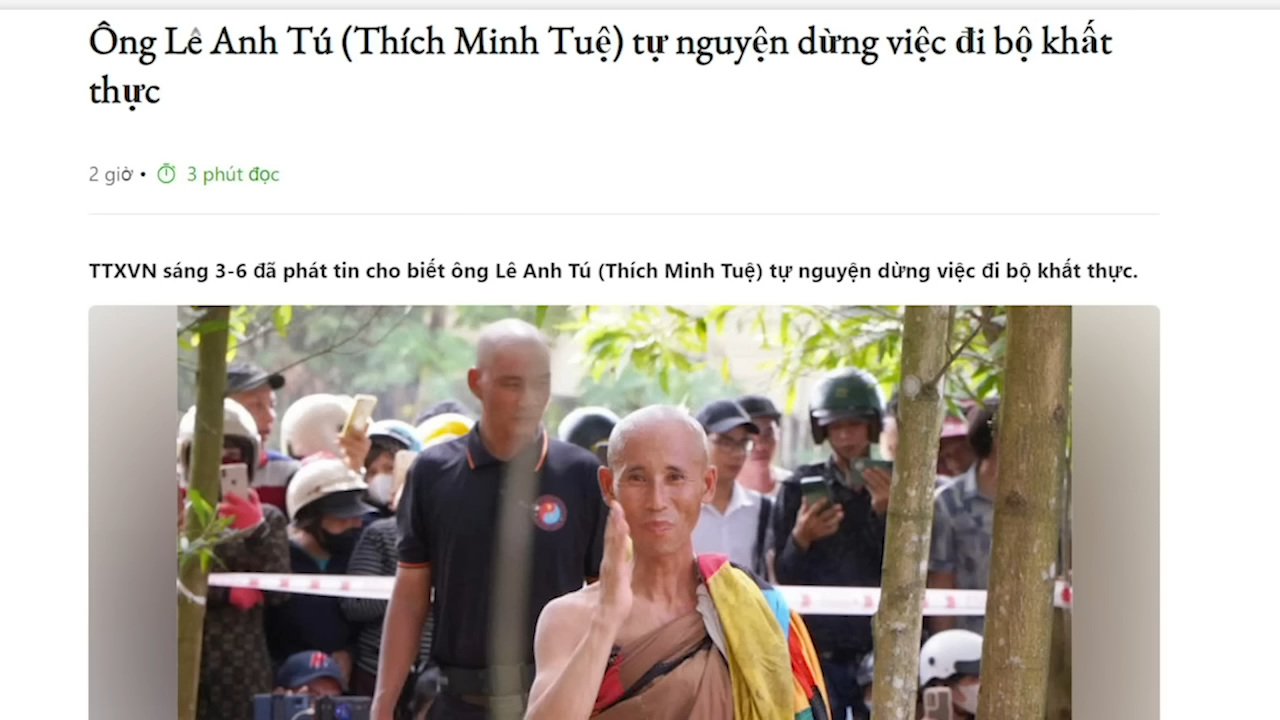 Ông Lê Anh Tú (Thích Minh Tuệ) tự nguyện dừng việc đi bộ khất
thực
2 giờ • 3 phút đọc
TTXVN sáng 3-6 đã phát tin cho biết ông Lê Anh Tú (Thích Minh Tuệ) tự nguyện dừng việc đi bộ khất thực.